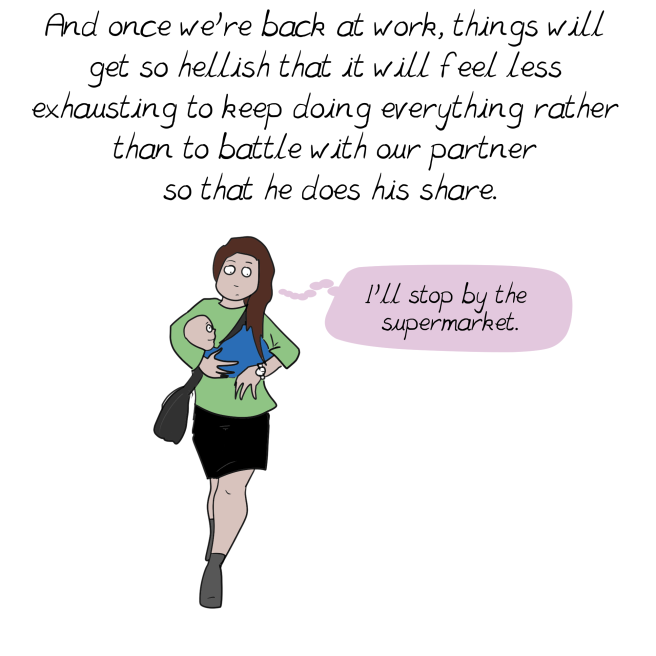 And once we're back at work, things will
get so hellish that it will feel less
exhausting to keep doing everything rather
than to battle with our partner
so that he does his share.
I'll stop by the
supermarket.